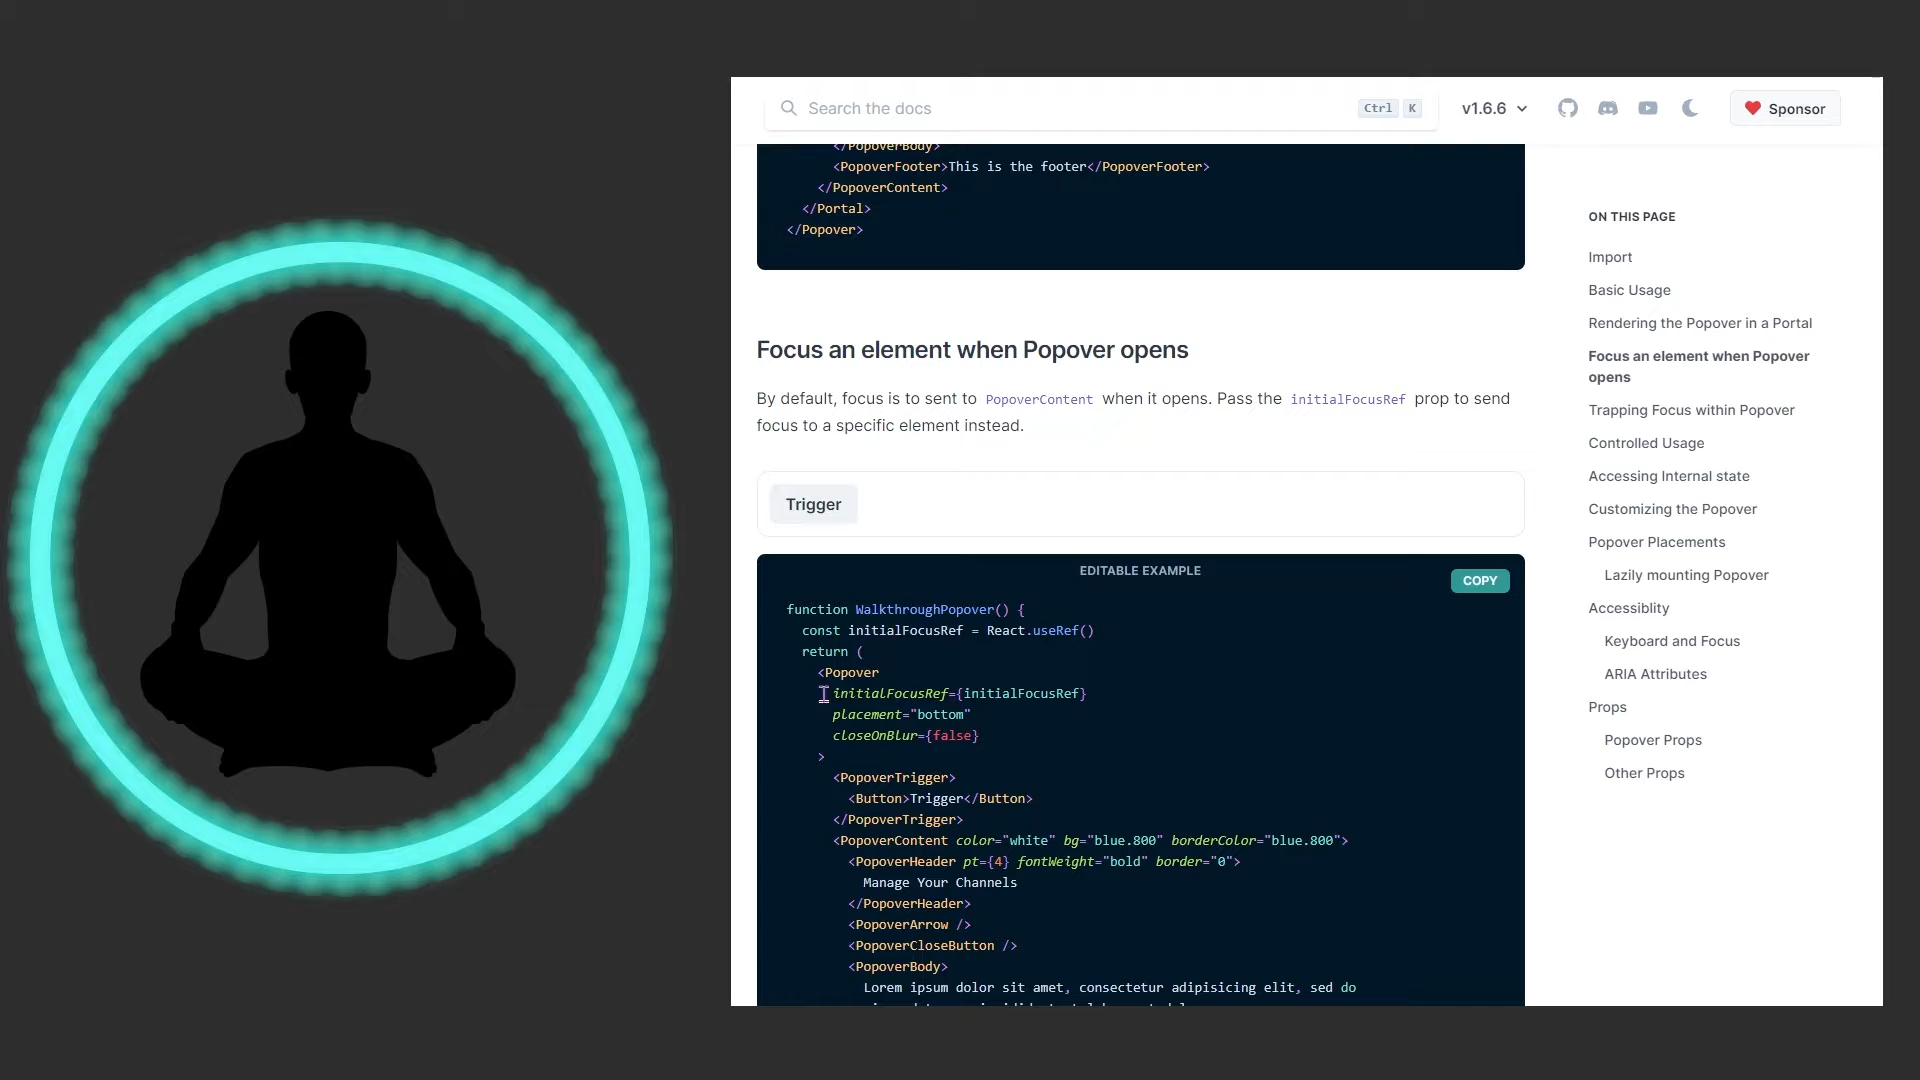 Search the docs
Ctrl K
v1.6.6
Sponsor
</PopoverBody>
<PopoverFooter>This is the footer</PopoverFooter>
</PopoverContent>
</Portal>
</Popover>
Focus an element when Popover opens
By default, focus is to sent to PopoverContent when it opens. Pass the initialFocusRef prop to send
focus to a specific element instead.
Trigger
EDITABLE EXAMPLE
COPY
function WalkthroughPopover() {
const initialFocusRef = React.useRef()
return (
<Popover
initialFocusRef={initialFocusRef}
placement="bottom"
closeOnBlur={false}
>
<PopoverTrigger>
<Button>Trigger</Button>
</PopoverTrigger>
<PopoverContent color="white" bg="blue.800" borderColor="blue.800">
<PopoverHeader pt={4} fontWeight="bold" border="0">
Manage Your Channels
</PopoverHeader>
<PopoverArrow />
<PopoverCloseButton />
<PopoverBody>
Lorem ipsum dolor sit amet, consectetur adipisicing elit, sed do
ON THIS PAGE
Import
Basic Usage
Rendering the Popover in a Portal
Focus an element when Popover
opens
Trapping Focus within Popover
Controlled Usage
Accessing Internal state
Customizing the Popover
Popover Placements
Lazily mounting Popover
Accessiblity
Keyboard and Focus
ARIA Attributes
Props
Popover Props
Other Props